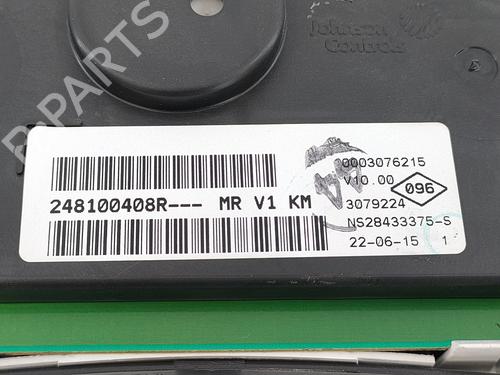 Johnson
Controls
B-PARTS
0003076215
V10.00
096
248100408R--- MR V1 KM
3079224
NS28433375-S
22-06-15 1